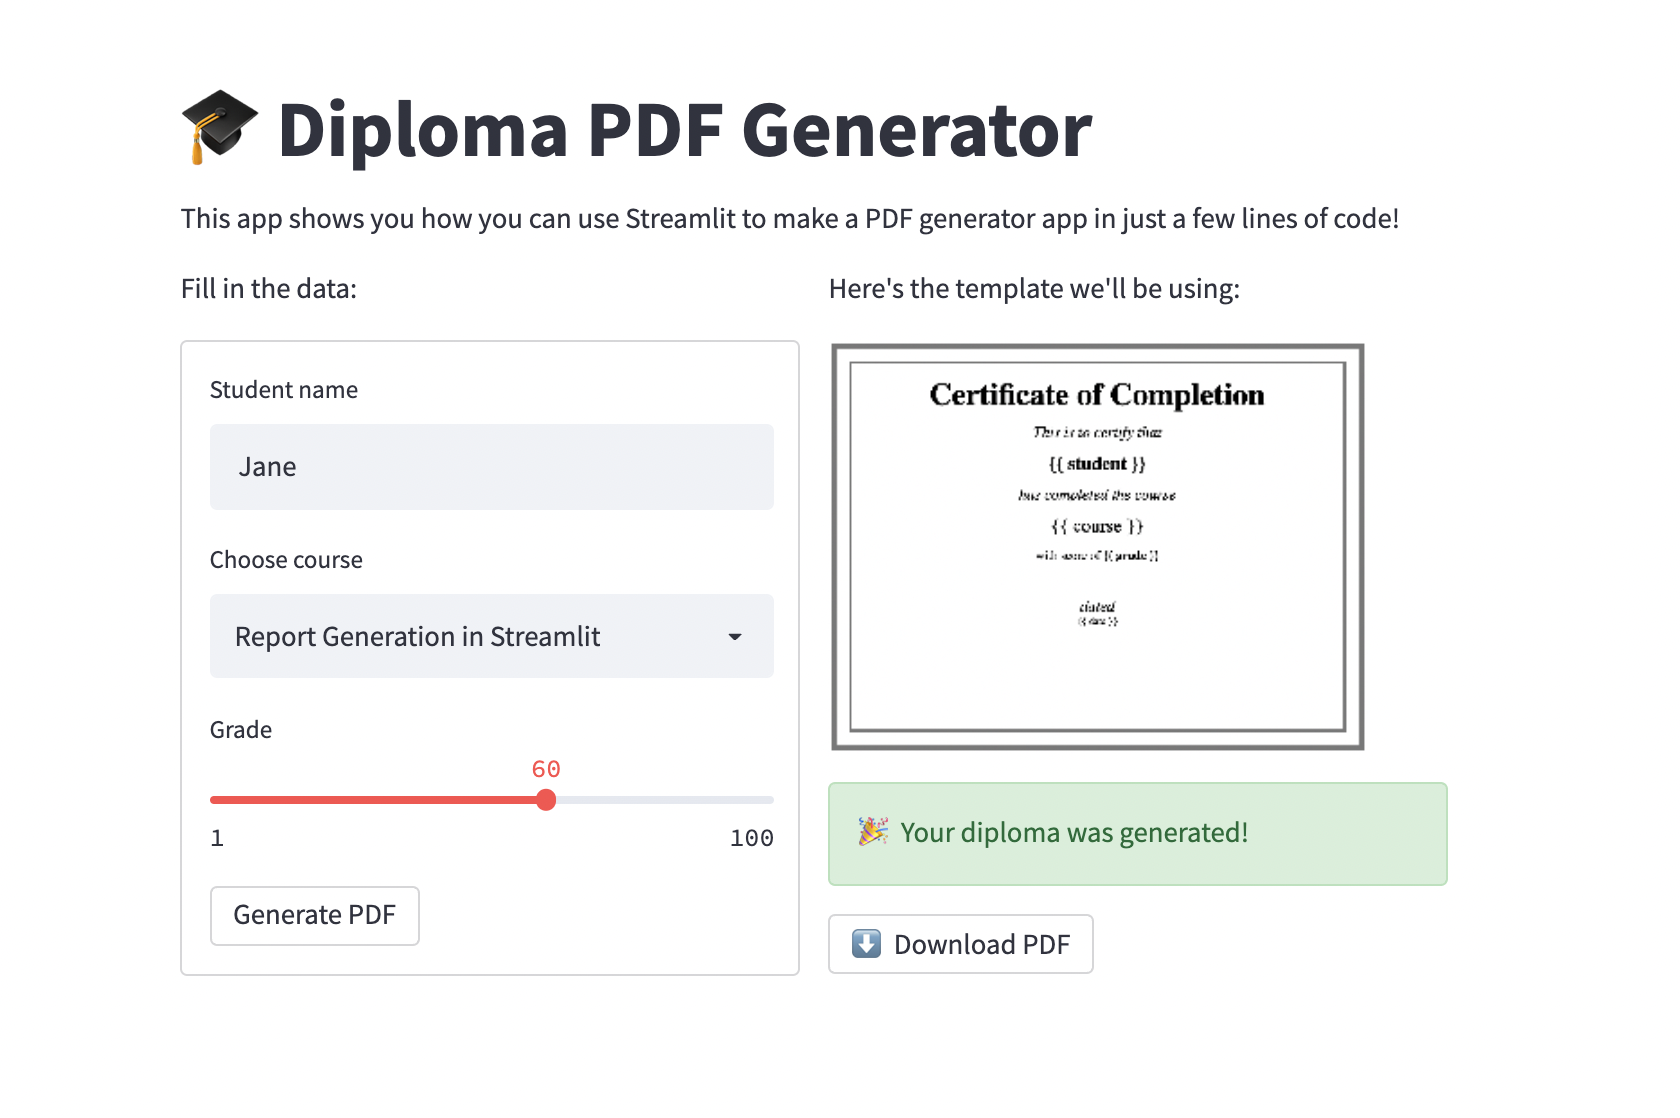 Diploma PDF Generator
This app shows you how you can use Streamlit to make a PDF generator app in just a few lines of code!
Fill in the data:
Student name
Jane
Choose course
Report Generation in Streamlit
Grade
60
1 100
Generate PDF
Here's the template we'll be using:
Certificate of Completion
This is to certify that
{{ student }}
has completed the course
{{ course }}
with score of {{ grade }}
dated
{{ date }}
Your diploma was generated!
Download PDF